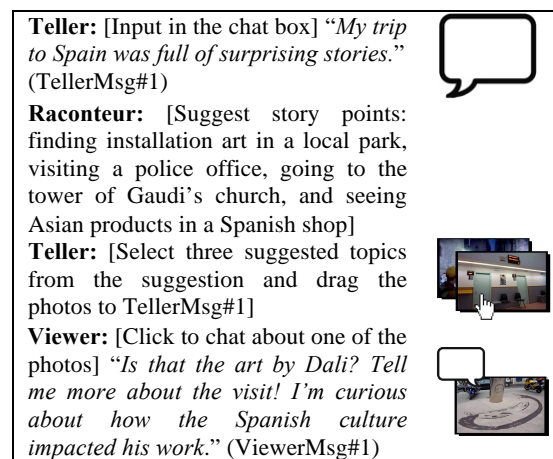 Teller: [Input in the chat box] “My trip
to Spain was full of surprising stories.”
(TellerMsg#1)
Raconteur: [Suggest story points:
finding installation art in a local park,
visiting a police office, going to the
tower of Gaudi’s church, and seeing
Asian products in a Spanish shop]
Teller: [Select three suggested topics
from the suggestion and drag the
photos to TellerMsg#1]
Viewer: [Click to chat about one of the
photos] “Is that the art by Dali? Tell
me more about the visit! I’m curious
about how the Spanish culture
impacted his work.” (ViewerMsg#1)